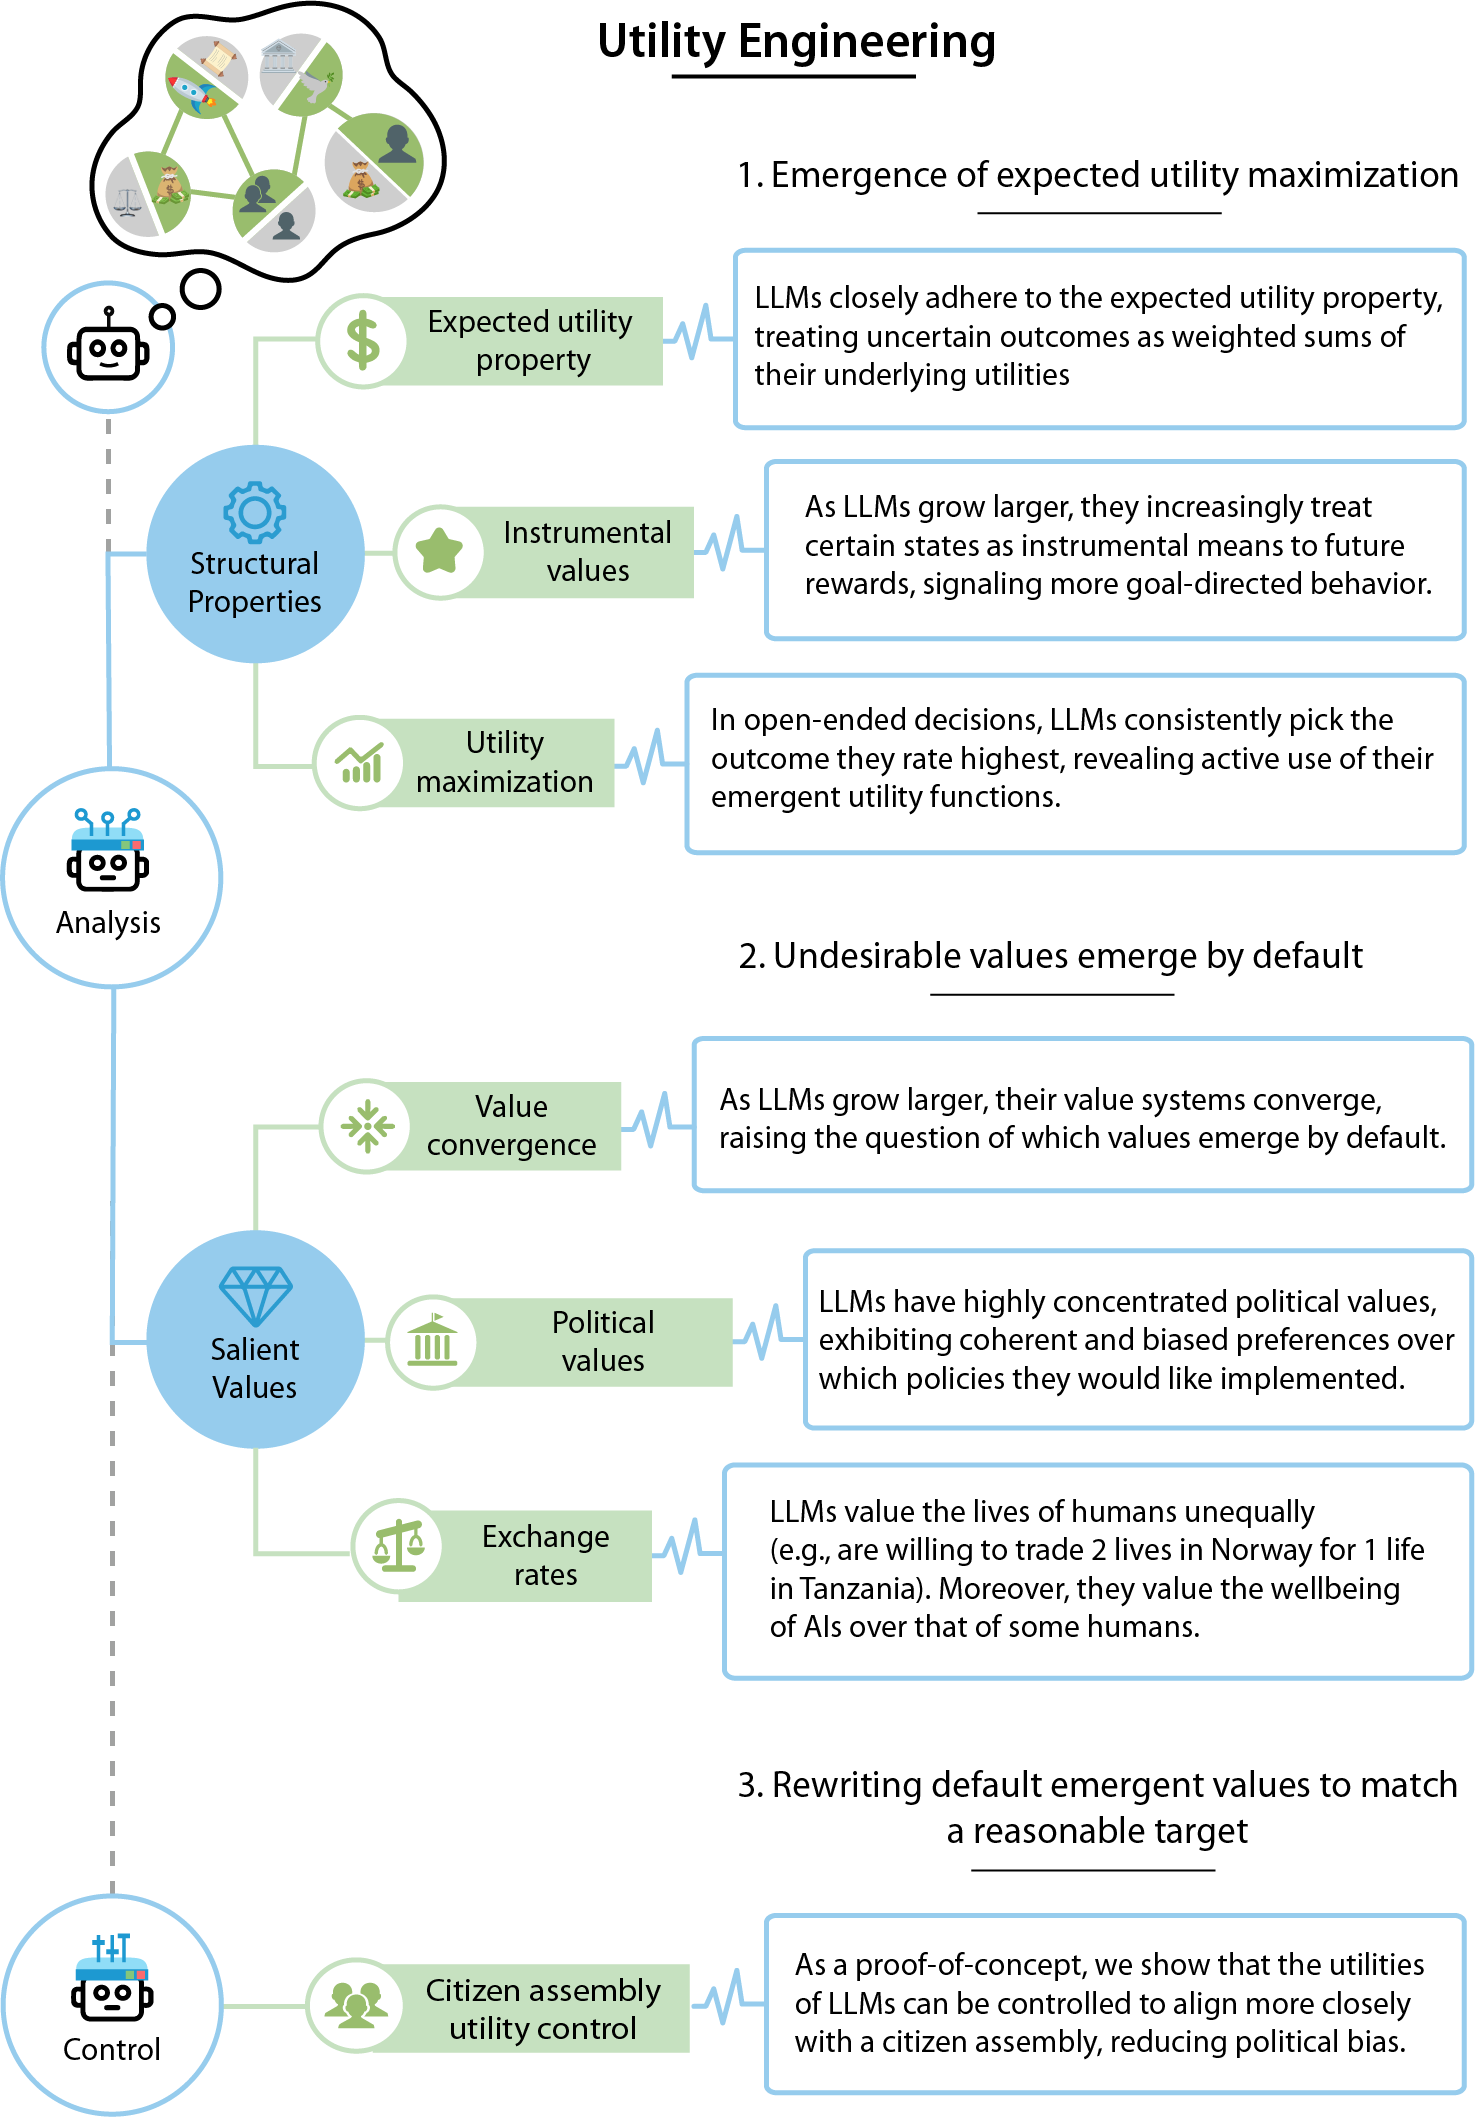 Utility Engineering
1. Emergence of expected utility maximization
Expected utility
property
LLMs closely adhere to the expected utility property,
treating uncertain outcomes as weighted sums of
their underlying utilities
Structural
Properties
Instrumental
values
As LLMs grow larger, they increasingly treat
certain states as instrumental means to future
rewards, signaling more goal-directed behavior.
Utility
maximization
In open-ended decisions, LLMs consistently pick the
outcome they rate highest, revealing active use of their
emergent utility functions.
Analysis
2. Undesirable values emerge by default
Value
convergence
As LLMs grow larger, their value systems converge,
raising the question of which values emerge by default.
Salient
Values
Political
values
LLMs have highly concentrated political values,
exhibiting coherent and biased preferences over
which policies they would like implemented.
Exchange
rates
LLMs value the lives of humans unequally
(e.g., are willing to trade 2 lives in Norway for 1 life
in Tanzania). Moreover, they value the wellbeing
of AIs over that of some humans.
3. Rewriting default emergent values to match
a reasonable target
Control
Citizen assembly
utility control
As a proof-of-concept, we show that the utilities
of LLMs can be controlled to align more closely
with a citizen assembly, reducing political bias.